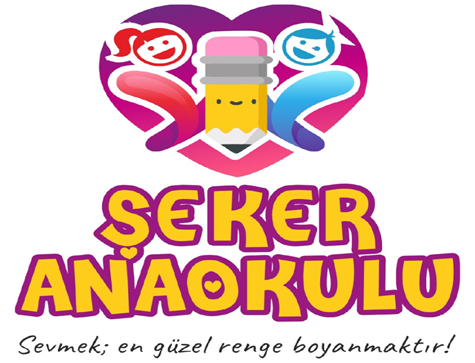 ŞEKER
ANAOKULU
Sevmek; en güzel renge boyanmaktır!